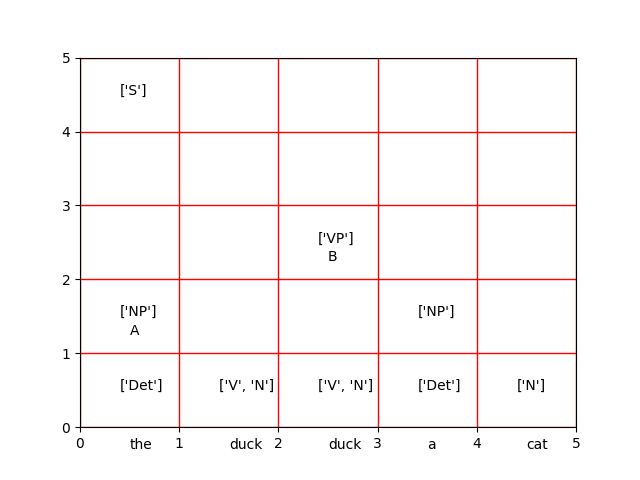 5
['S']
4
3
['VP']
B
2
['NP'] ['NP']
A
1
['Det'] ['V', 'N'] ['V', 'N'] ['Det'] ['N']
0
0 the 1 duck 2 duck 3 a 4 cat 5